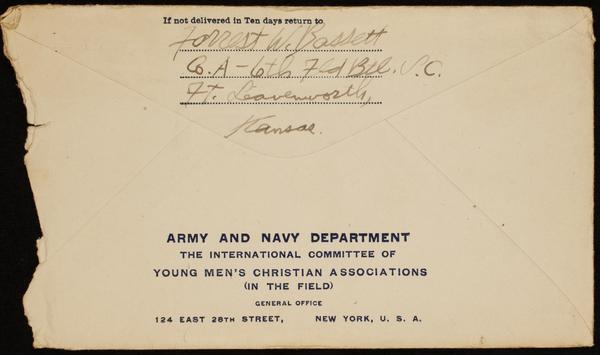 If not delivered in Ten days return to
Forrest W. Bassett
Co. A - 6th Fld Btl. S.C.
Ft. Leavenworth,
Kansas.
ARMY AND NAVY DEPARTMENT
THE INTERNATIONAL COMMITTEE OF
YOUNG MEN'S CHRISTIAN ASSOCIATIONS
(IN THE FIELD)
GENERAL OFFICE
124 EAST 28TH STREET, NEW YORK, U. S. A.